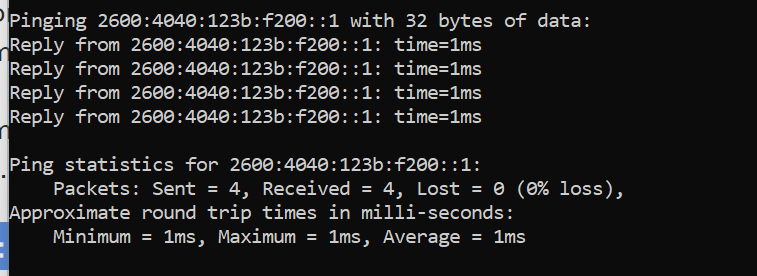 Pinging 2600:4040:123b:f200::1 with 32 bytes of data:
Reply from 2600:4040:123b:f200::1: time=1ms
Reply from 2600:4040:123b:f200::1: time=1ms
Reply from 2600:4040:123b:f200::1: time=1ms
Reply from 2600:4040:123b:f200::1: time=1ms

Ping statistics for 2600:4040:123b:f200::1:
    Packets: Sent = 4, Received = 4, Lost = 0 (0% loss),
Approximate round trip times in milli-seconds:
    Minimum = 1ms, Maximum = 1ms, Average = 1ms